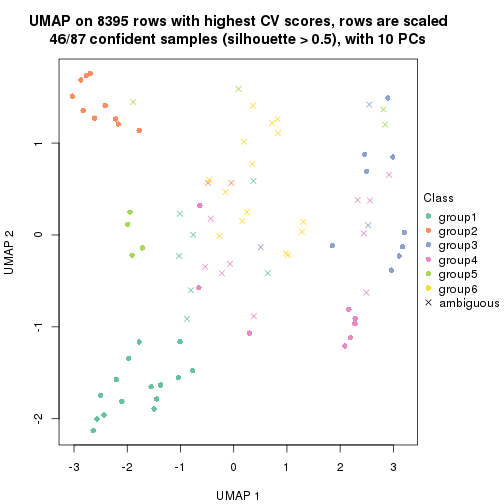 UMAP on 8395 rows with highest CV scores, rows are scaled
46/87 confident samples (silhouette > 0.5), with 10 PCs
UMAP 2
1
0
-1
-2
-3
-2
-1
0
1
2
3
UMAP 1
Class
group1
group2
group3
group4
group5
group6
ambiguous